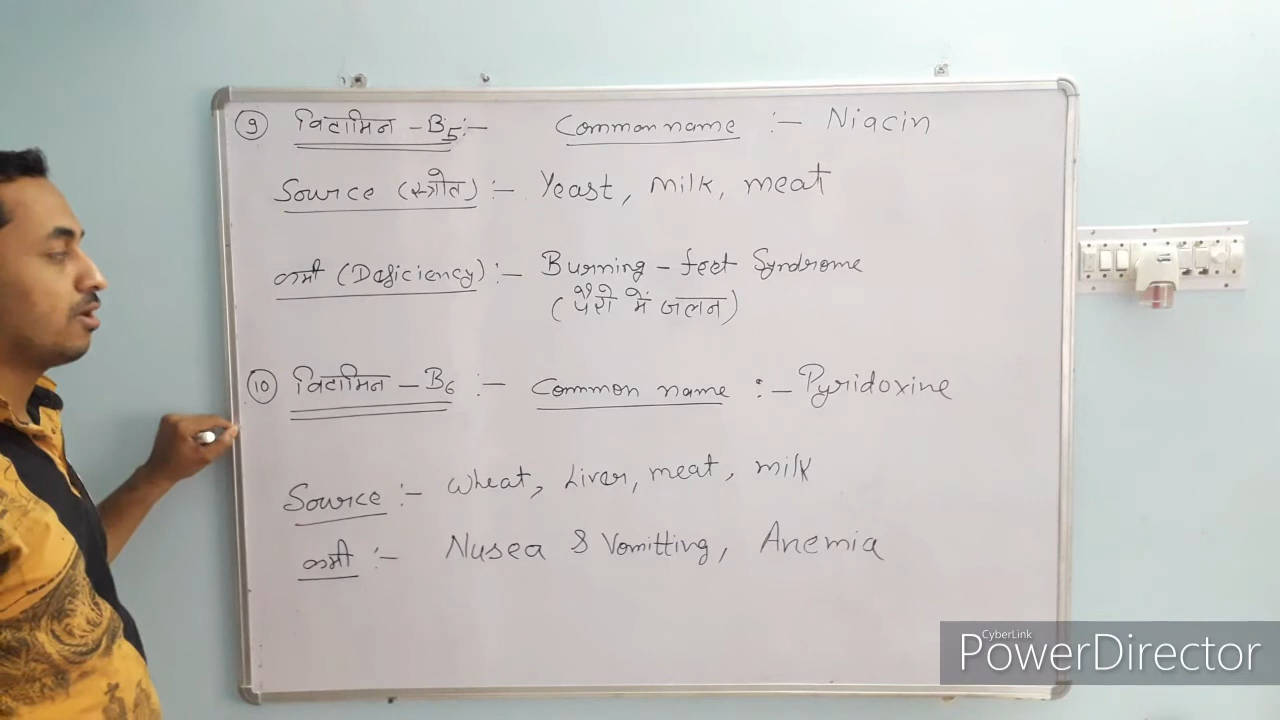 9 विटामिन - B5 :- Common name :- Niacin
Source (स्त्रोत) :- Yeast, milk, meat
कमी (Deficiency) :- Burning - feet Syndrome
(पैरो में जलन)
10 विटामिन - B6 :- Common name :- Pyridoxine
Source :- Wheat, Liver, meat, milk
कमी :- Nusea & Vomitting, Anemia
CyberLink
PowerDirector